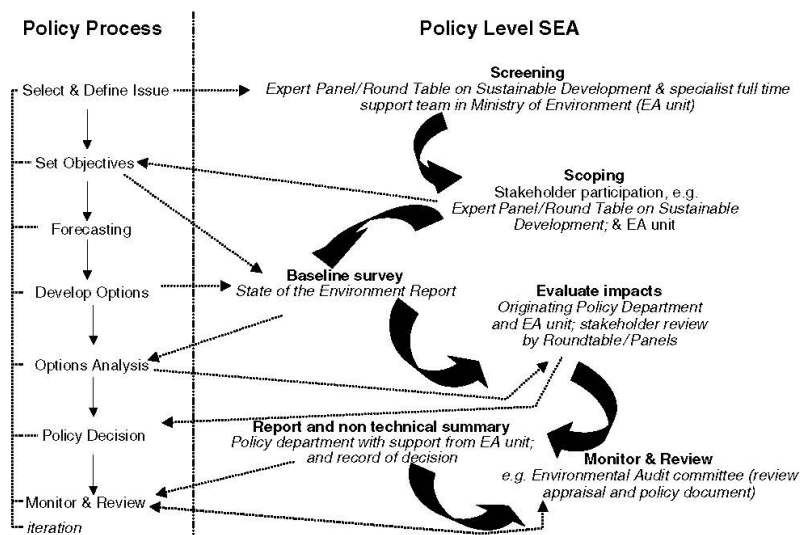 Policy Process
Policy Level SEA
Select & Define Issue
Screening
Expert Panel/Round Table on Sustainable Development & specialist full time
support team in Ministry of Environment (EA unit)
Set Objectives
Scoping
Stakeholder participation, e.g.
Expert Panel/Round Table on Sustainable
Development; & EA unit
Forecasting
Baseline survey
State of the Environment Report
Develop Options
Evaluate impacts
Originating Policy Department
and EA unit; stakeholder review
by Roundtable/Panels
Options Analysis
Policy Decision
Report and non technical summary
Policy department with support from EA unit;
and record of decision
Monitor & Review
e.g. Environmental Audit committee (review
appraisal and policy document)
Monitor & Review
iteration